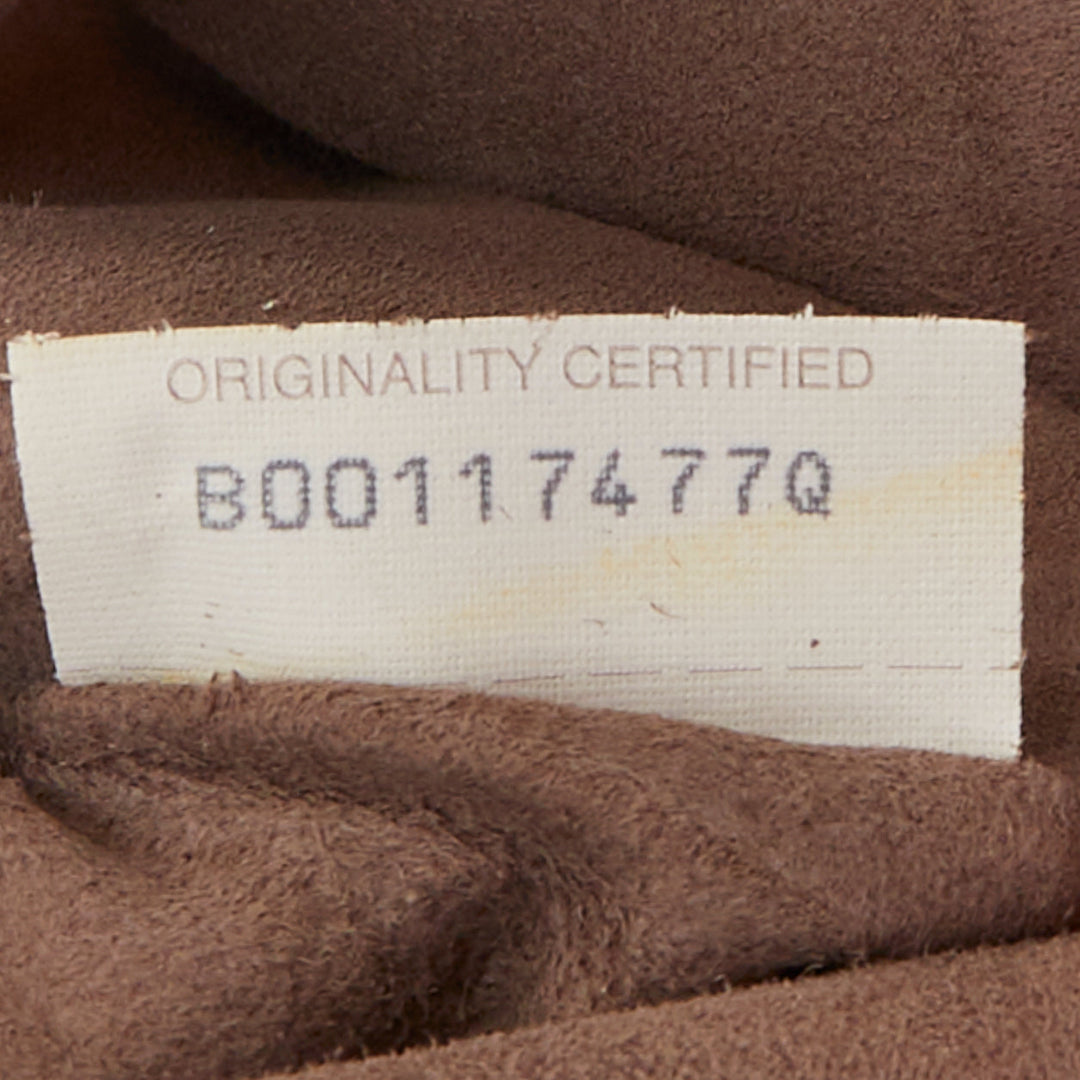 ORIGINALITY CERTIFIED
B00117477Q